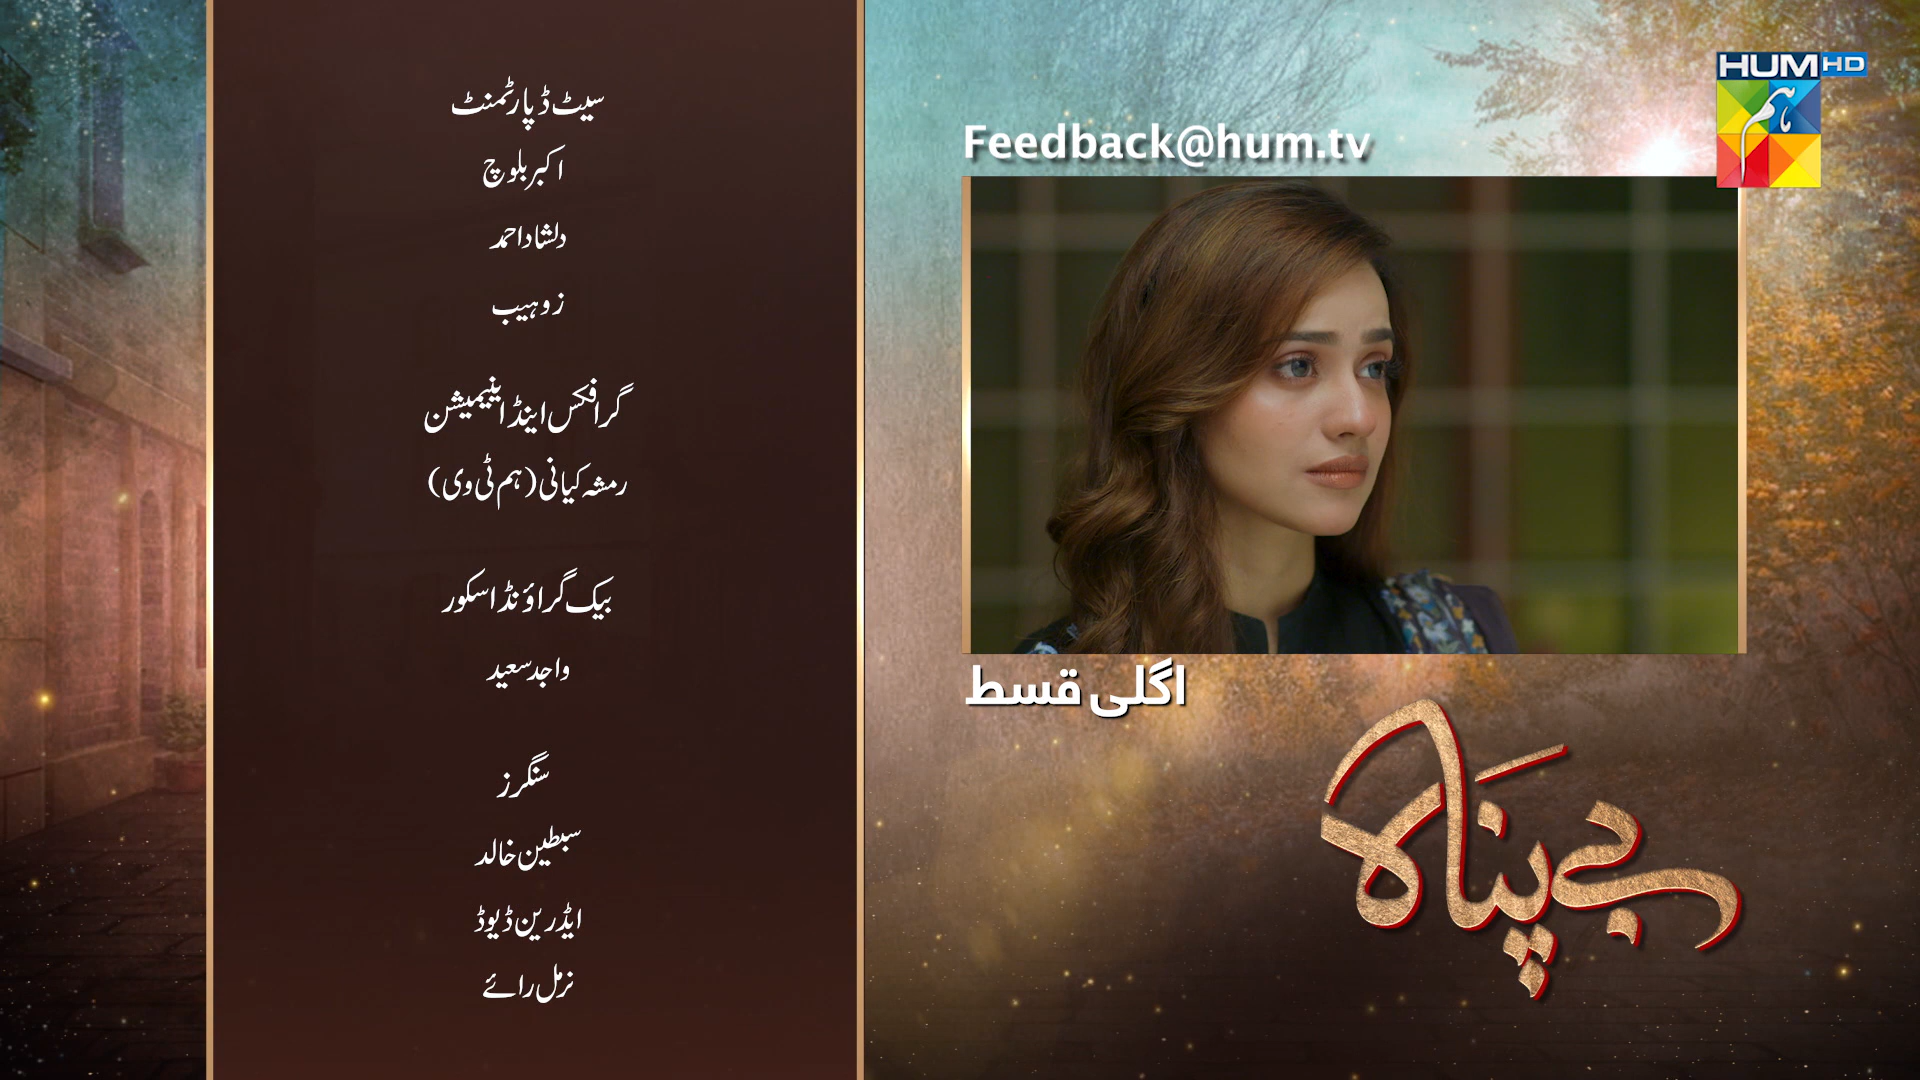 سیٹ ڈپارٹمنٹ
اکبر بلوچ
دلشاد احمد
زوہیب
گرافکس اینڈ اینیمیشن
رمشہ کیانی (ہم ٹی وی)
بیک گراؤنڈ اسکور
واجد سعید
سنگرز
سبطین خالد
ایڈرین ڈیوڈ
نرمل رائے
HUM HD
ہم
Feedback@hum.tv
اگلی قسط
بے پناہ